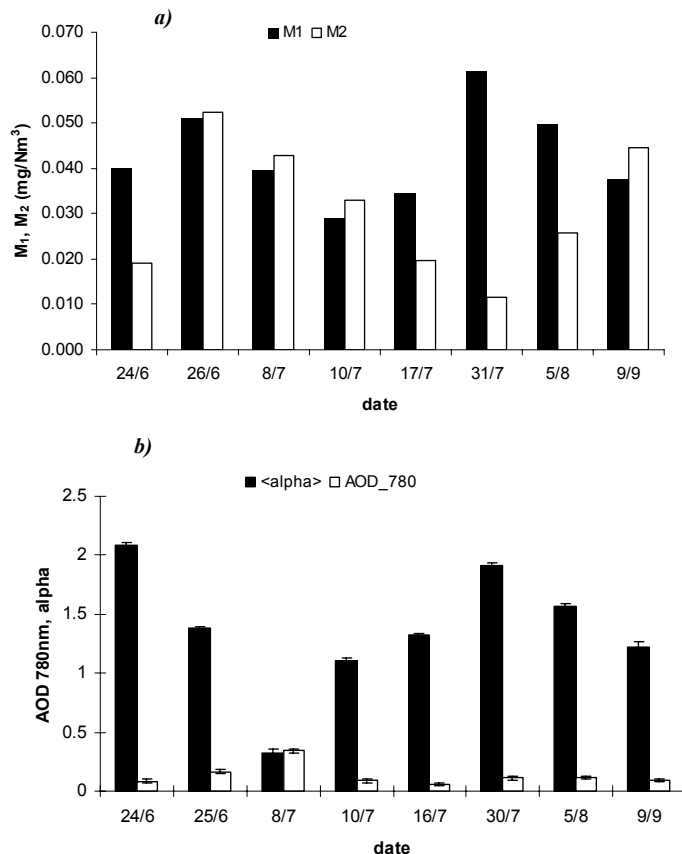 a)
M1 M2
0.070
0.060
0.050
0.040
0.030
0.020
0.010
0.000
M1, M2 (mg/Nm3)
24/6 26/6 8/7 10/7 17/7 31/7 5/8 9/9
date
b)
<alpha> AOD_780
2.5
2
1.5
1
0.5
0
AOD 780nm, alpha
24/6 25/6 8/7 10/7 16/7 30/7 5/8 9/9
date